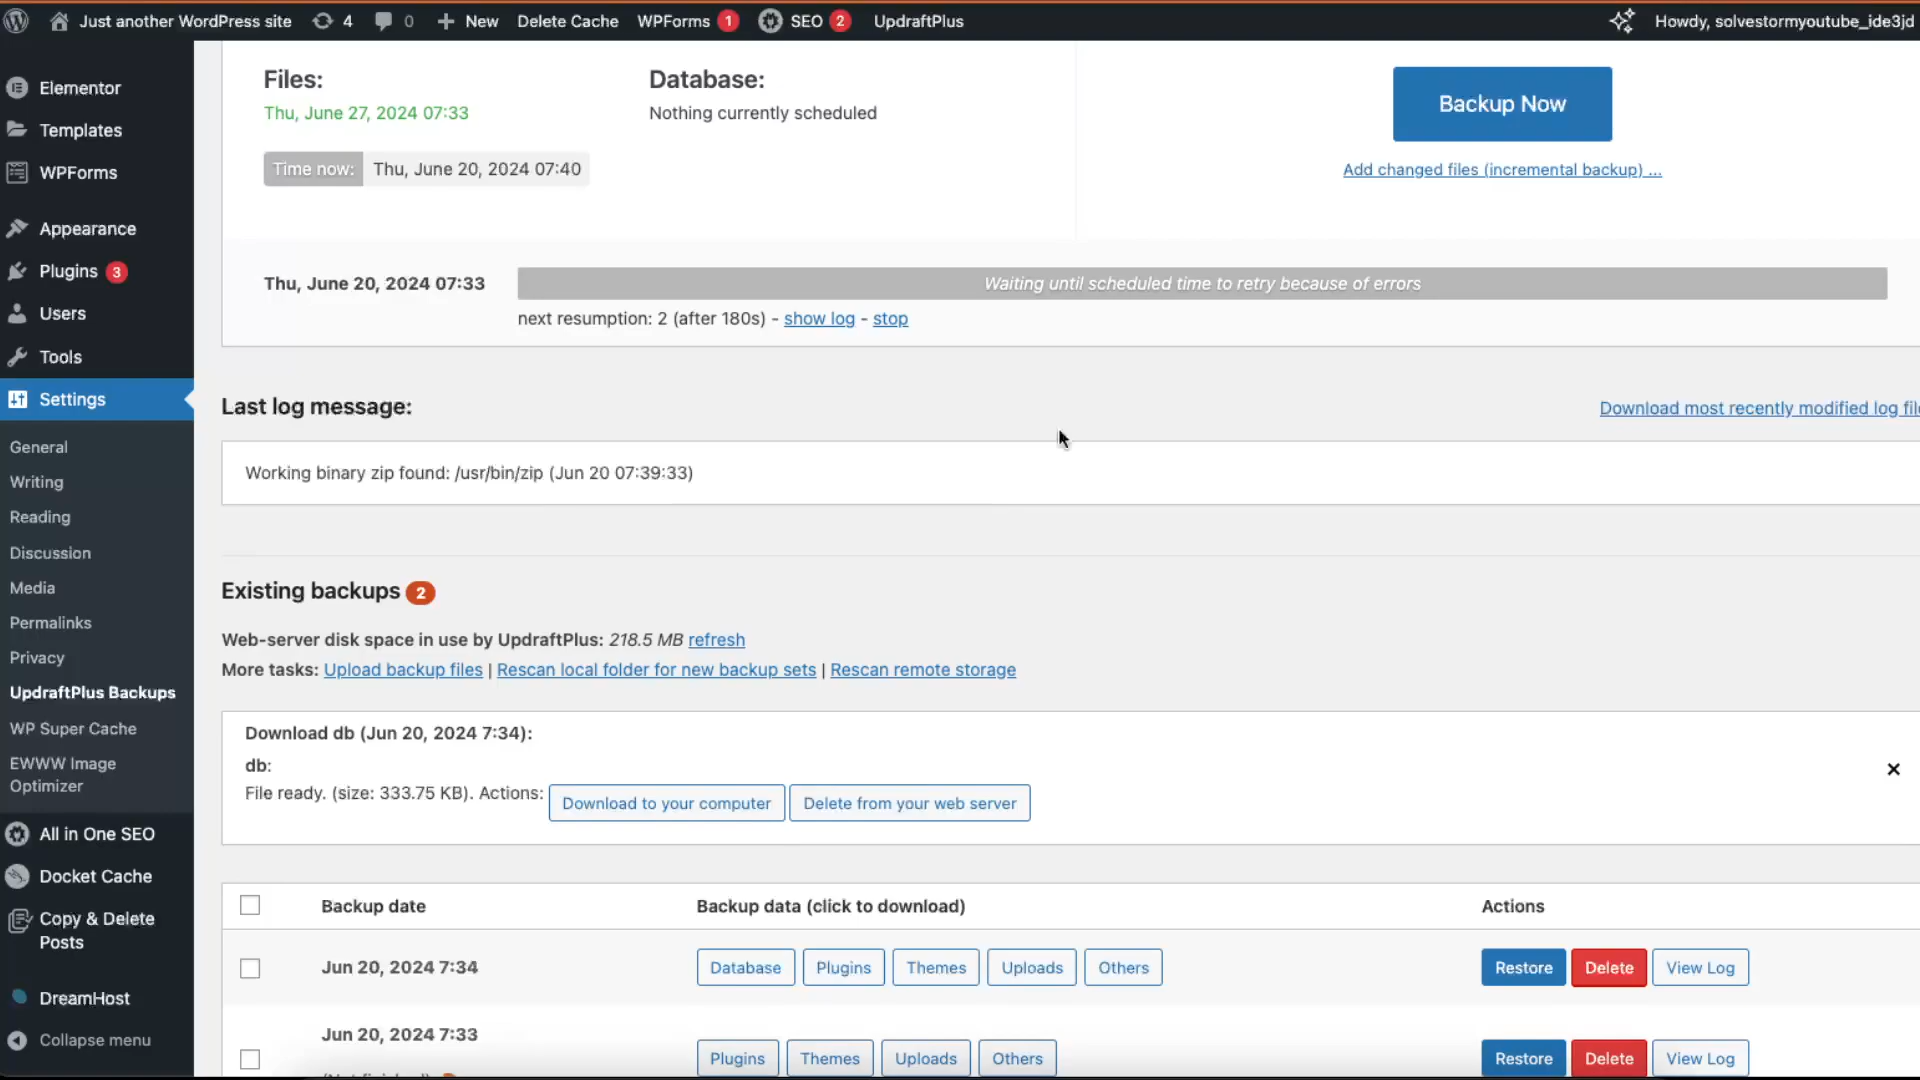 Just another WordPress site 4 0 New Delete Cache WPForms 1 SEO 2 UpdraftPlus Howdy, solvestormyoutube_ide3jd
Elementor
Templates
WPForms
Appearance
Plugins 3
Users
Tools
Settings
General
Writing
Reading
Discussion
Media
Permalinks
Privacy
UpdraftPlus Backups
WP Super Cache
EWWW Image
Optimizer
All in One SEO
Docket Cache
Copy & Delete
Posts
DreamHost
Collapse menu
Files: Database:
Thu, June 27, 2024 07:33 Nothing currently scheduled
Time now: Thu, June 20, 2024 07:40
Backup Now
Add changed files (incremental backup) ...
Thu, June 20, 2024 07:33 Waiting until scheduled time to retry because of errors
next resumption: 2 (after 180s) - show log - stop
Last log message: Download most recently modified log fil
Working binary zip found: /usr/bin/zip (Jun 20 07:39:33)
Existing backups 2
Web-server disk space in use by UpdraftPlus: 218.5 MB refresh
More tasks: Upload backup files | Rescan local folder for new backup sets | Rescan remote storage
Download db (Jun 20, 2024 7:34):
db:
File ready. (size: 333.75 KB). Actions: Download to your computer Delete from your web server
Backup date Backup data (click to download) Actions
Jun 20, 2024 7:34 Database Plugins Themes Uploads Others Restore Delete View Log
Jun 20, 2024 7:33
Plugins Themes Uploads Others Restore Delete View Log